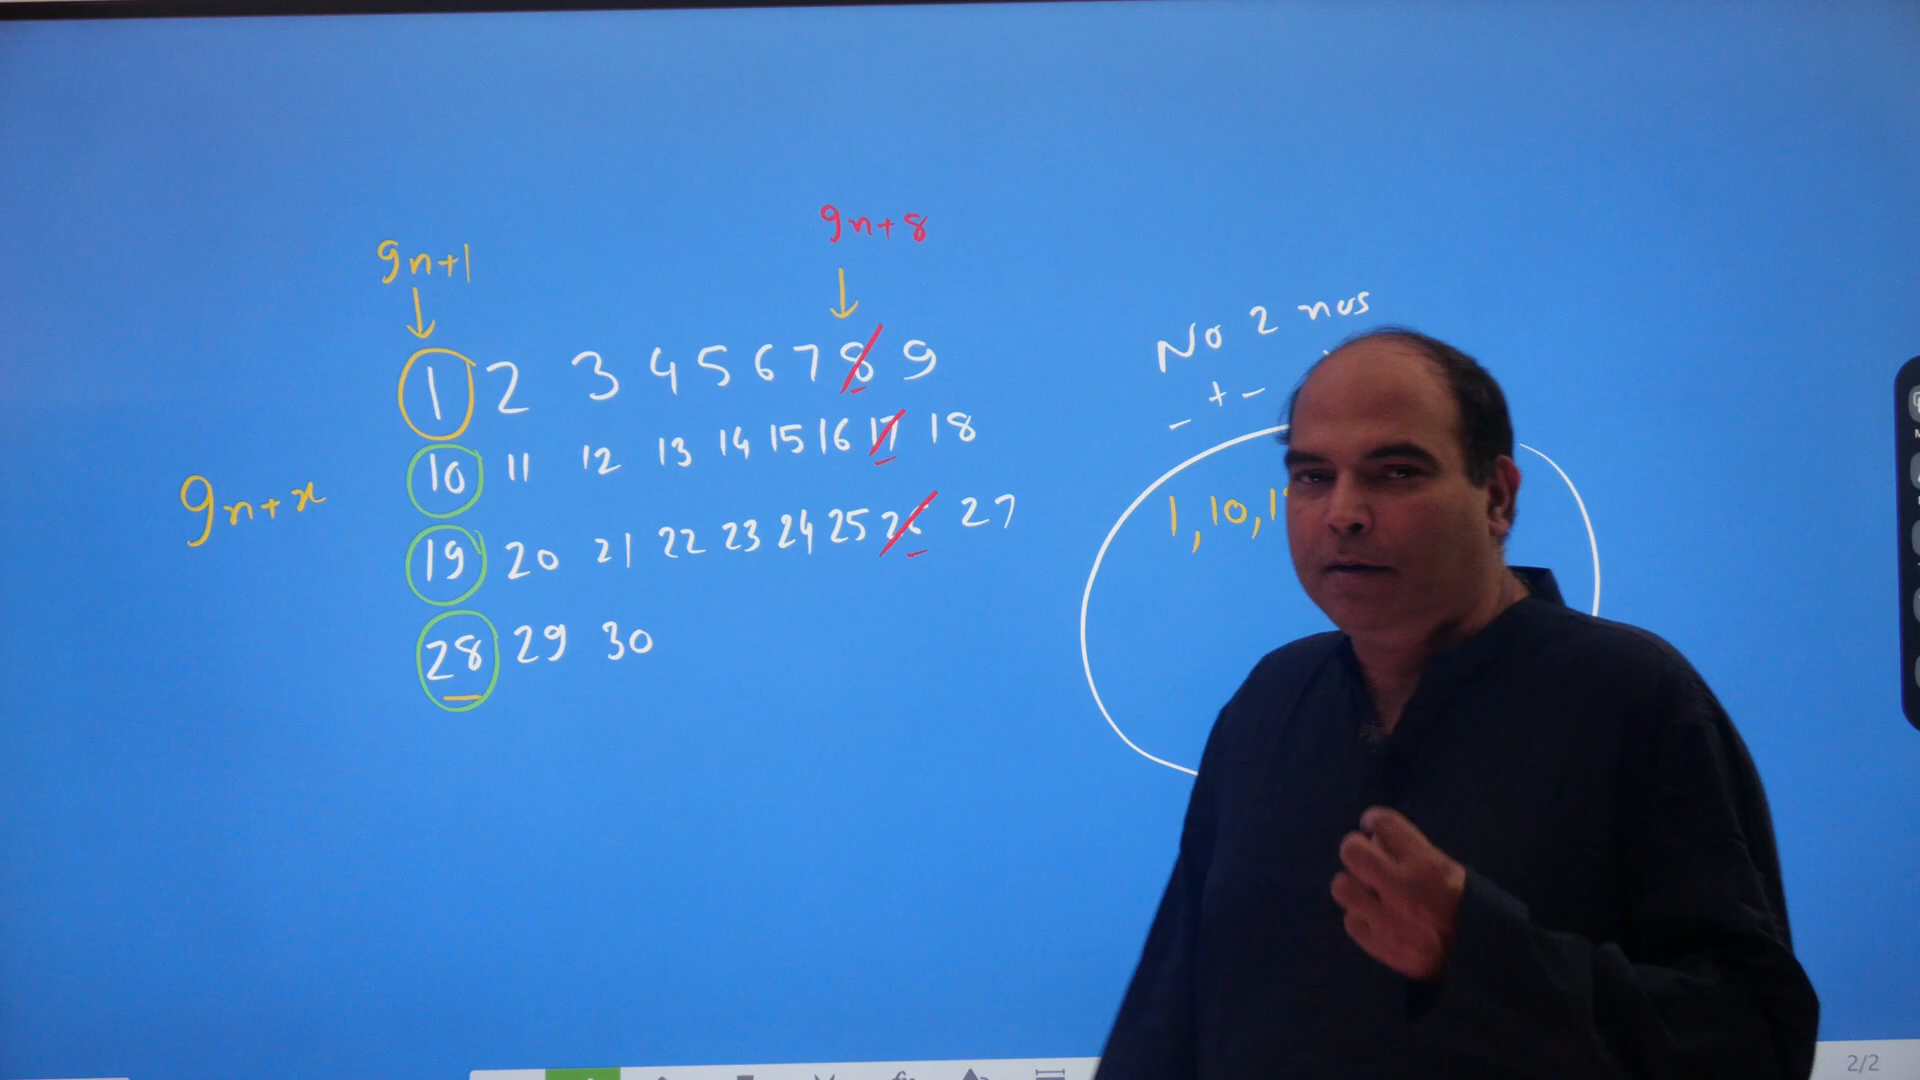 9n+1
9n+8
1 2 3 4 5 6 7 8 9
10 11 12 13 14 15 16 17 18
19 20 21 22 23 24 25 26 27
28 29 30
9n+x
No 2 nos
- + -
1, 10, 1
2/2